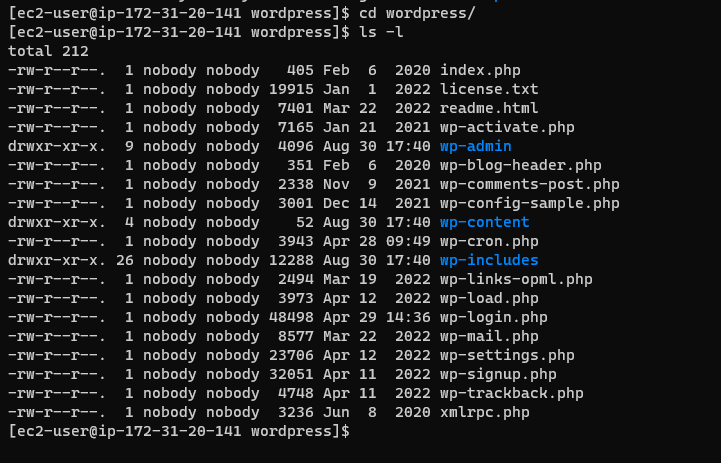 [ec2-user@ip-172-31-20-141 wordpress]$ cd wordpress/
[ec2-user@ip-172-31-20-141 wordpress]$ ls -l
total 212
-rw-r--r--.  1 nobody nobody   405 Feb  6  2020 index.php
-rw-r--r--.  1 nobody nobody 19915 Jan  1  2022 license.txt
-rw-r--r--.  1 nobody nobody  7401 Mar 22  2022 readme.html
-rw-r--r--.  1 nobody nobody  7165 Jan 21  2021 wp-activate.php
drwxr-xr-x.  9 nobody nobody  4096 Aug 30 17:40 wp-admin
-rw-r--r--.  1 nobody nobody   351 Feb  6  2020 wp-blog-header.php
-rw-r--r--.  1 nobody nobody  2338 Nov  9  2021 wp-comments-post.php
-rw-r--r--.  1 nobody nobody  3001 Dec 14  2021 wp-config-sample.php
drwxr-xr-x.  4 nobody nobody    52 Aug 30 17:40 wp-content
-rw-r--r--.  1 nobody nobody  3943 Apr 28 09:49 wp-cron.php
drwxr-xr-x. 26 nobody nobody 12288 Aug 30 17:40 wp-includes
-rw-r--r--.  1 nobody nobody  2494 Mar 19  2022 wp-links-opml.php
-rw-r--r--.  1 nobody nobody  3973 Apr 12  2022 wp-load.php
-rw-r--r--.  1 nobody nobody 48498 Apr 29 14:36 wp-login.php
-rw-r--r--.  1 nobody nobody  8577 Mar 22  2022 wp-mail.php
-rw-r--r--.  1 nobody nobody 23706 Apr 12  2022 wp-settings.php
-rw-r--r--.  1 nobody nobody 32051 Apr 11  2022 wp-signup.php
-rw-r--r--.  1 nobody nobody  4748 Apr 11  2022 wp-trackback.php
-rw-r--r--.  1 nobody nobody  3236 Jun  8  2020 xmlrpc.php
[ec2-user@ip-172-31-20-141 wordpress]$